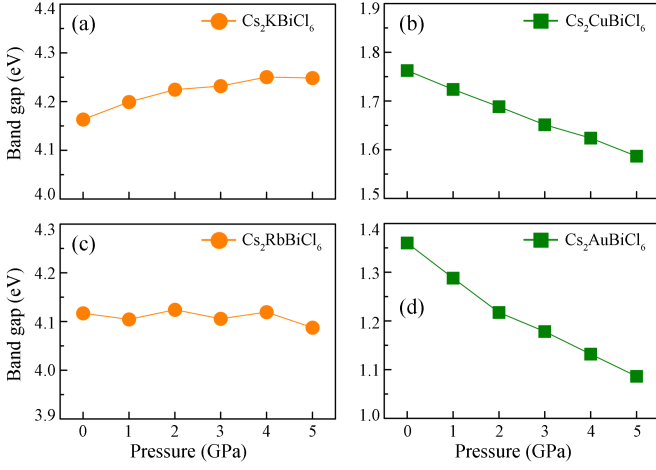 (a) Cs₂KBiCl₆
4.4
4.3
4.2
4.1
4.0
Band gap (eV)
(b) Cs₂CuBiCl₆
1.9
1.8
1.7
1.6
1.5
(c) Cs₂RbBiCl₆
4.3
4.2
4.1
4.0
3.9
Band gap (eV)
0 1 2 3 4 5
Pressure (GPa)
Cs₂AuBiCl₆
(d)
1.4
1.3
1.2
1.1
1.0
0 1 2 3 4 5
Pressure (GPa)